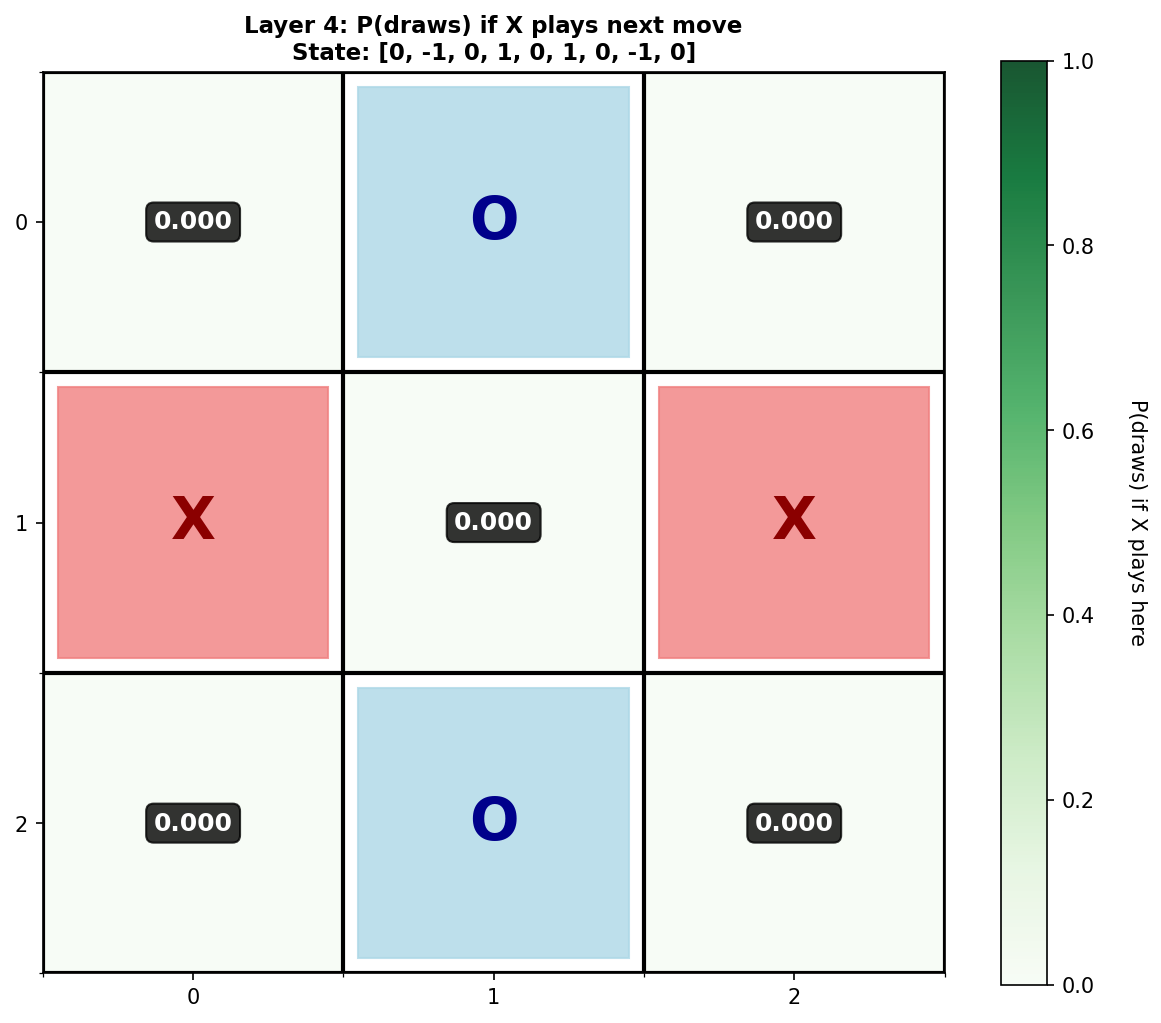 Layer 4: P(draws) if X plays next move
State: [0, -1, 0, 1, 0, 1, 0, -1, 0]
0.000
O
0.000
X
0.000
X
0.000
O
0.000
0
1
2
0
1
2
1.0
0.8
0.6
0.4
0.2
0.0
P(draws) if X plays here